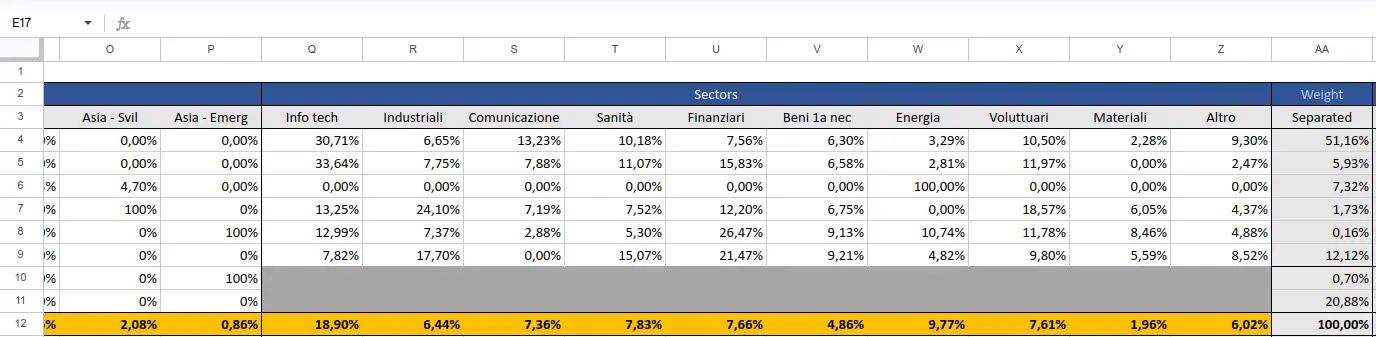 E17 fx
O P Q R S T U V W X Y Z AA
1
2 Sectors Weight
3 Asia - Svil Asia - Emerg Info tech Industriali Comunicazione Sanità Finanziari Beni 1a nec Energia Voluttuari Materiali Altro Separated
4 % 0,00% 0,00% 30,71% 6,65% 13,23% 10,18% 7,56% 6,30% 3,29% 10,50% 2,28% 9,30% 51,16%
5 % 0,00% 0,00% 33,64% 7,75% 7,88% 11,07% 15,83% 6,58% 2,81% 11,97% 0,00% 2,47% 5,93%
6 % 4,70% 0,00% 0,00% 0,00% 0,00% 0,00% 0,00% 0,00% 100,00% 0,00% 0,00% 0,00% 7,32%
7 % 100% 0% 13,25% 24,10% 7,19% 7,52% 12,20% 6,75% 0,00% 18,57% 6,05% 4,37% 1,73%
8 % 0% 100% 12,99% 7,37% 2,88% 5,30% 26,47% 9,13% 10,74% 11,78% 8,46% 4,88% 0,16%
9 % 0% 0% 7,82% 17,70% 0,00% 15,07% 21,47% 9,21% 4,82% 9,80% 5,59% 8,52% 12,12%
10 % 0% 100% 0,70%
11 % 0% 0% 20,88%
12 % 2,08% 0,86% 18,90% 6,44% 7,36% 7,83% 7,66% 4,86% 9,77% 7,61% 1,96% 6,02% 100,00%